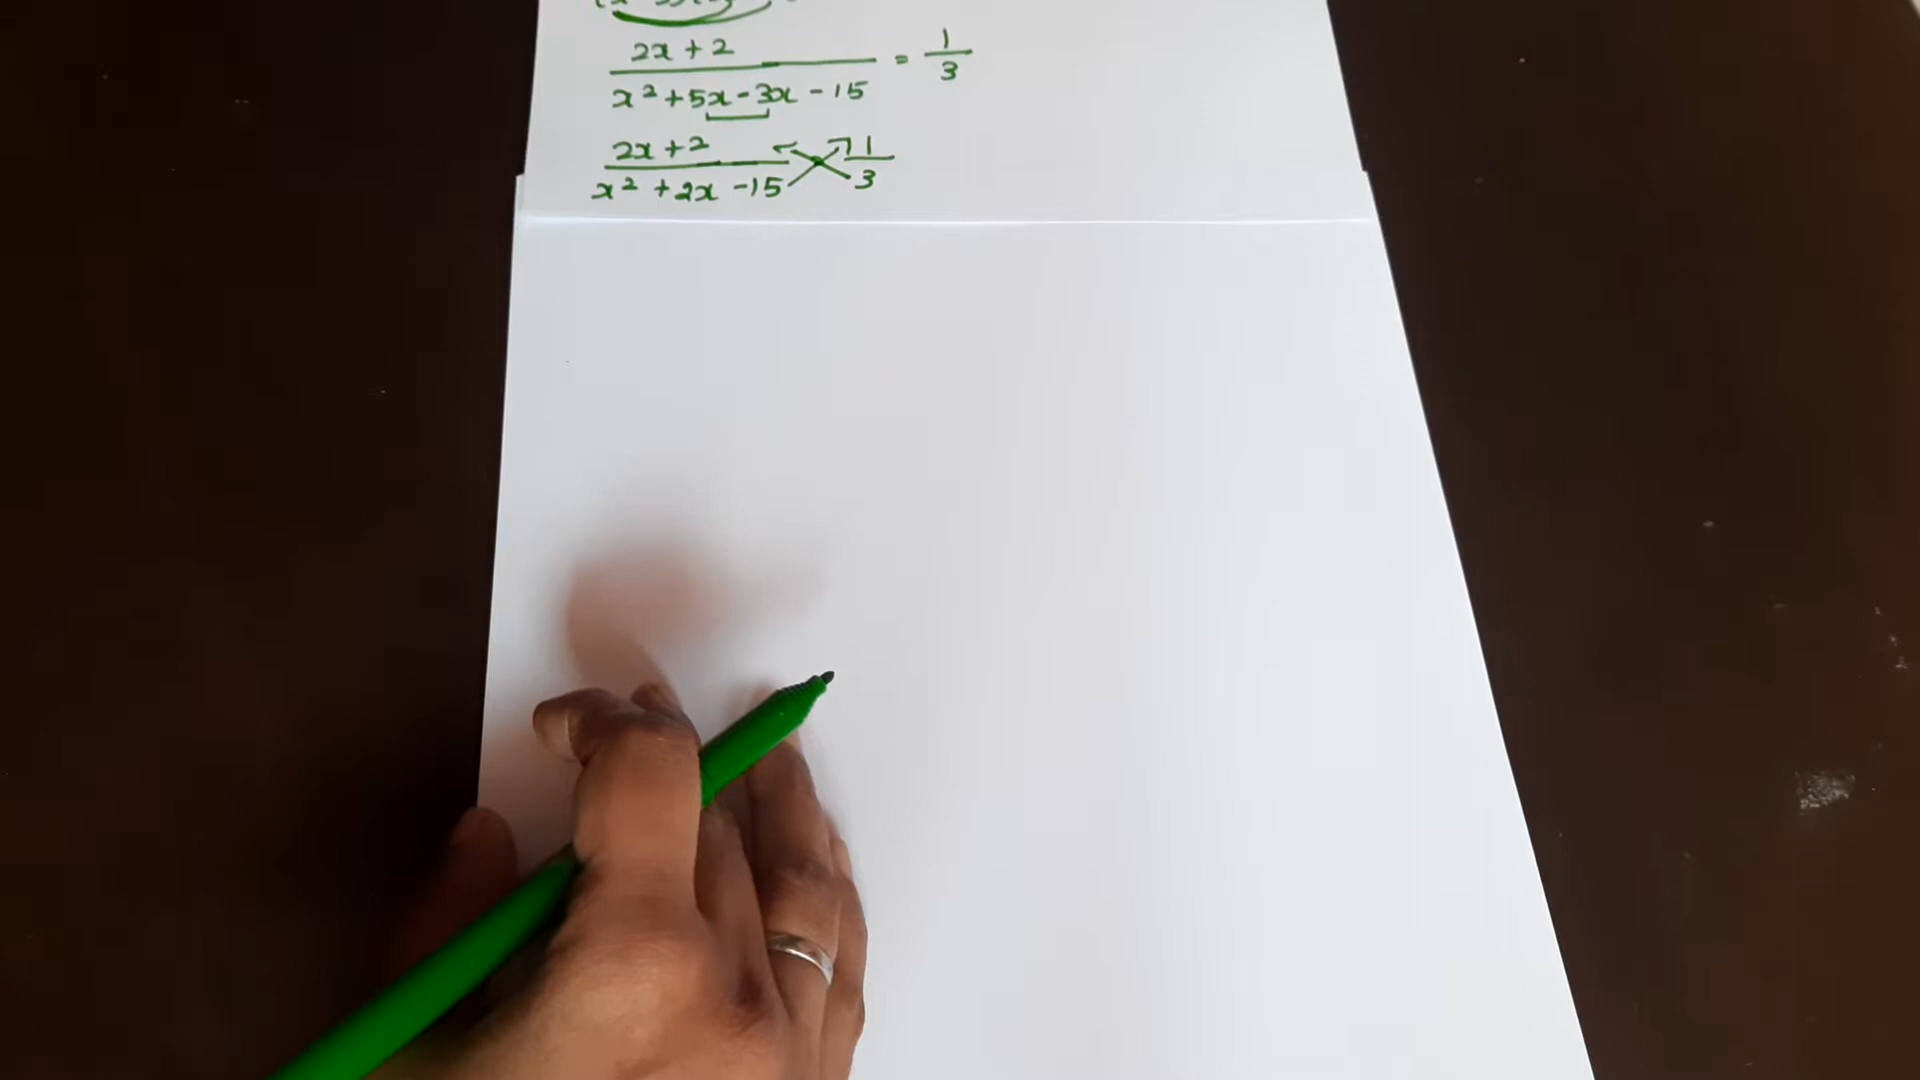 2x + 2 / x² + 5x - 3x - 15 = 1 / 3
2x + 2 / x² + 2x - 15 1 / 3